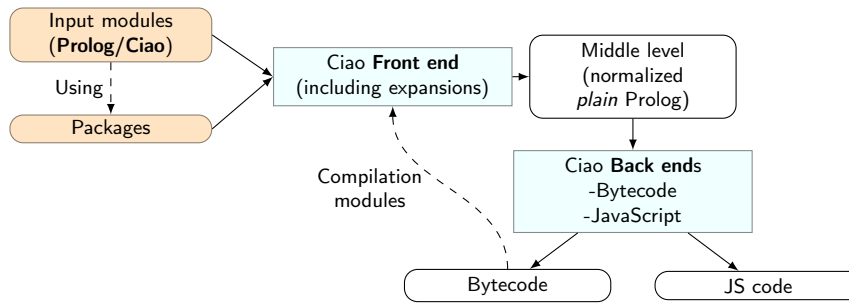 Input modules
(Prolog/Ciao)
Using
Packages
Ciao Front end
(including expansions)
Middle level
(normalized
plain Prolog)
Ciao Back ends
-Bytecode
-JavaScript
Compilation
modules
Bytecode
JS code